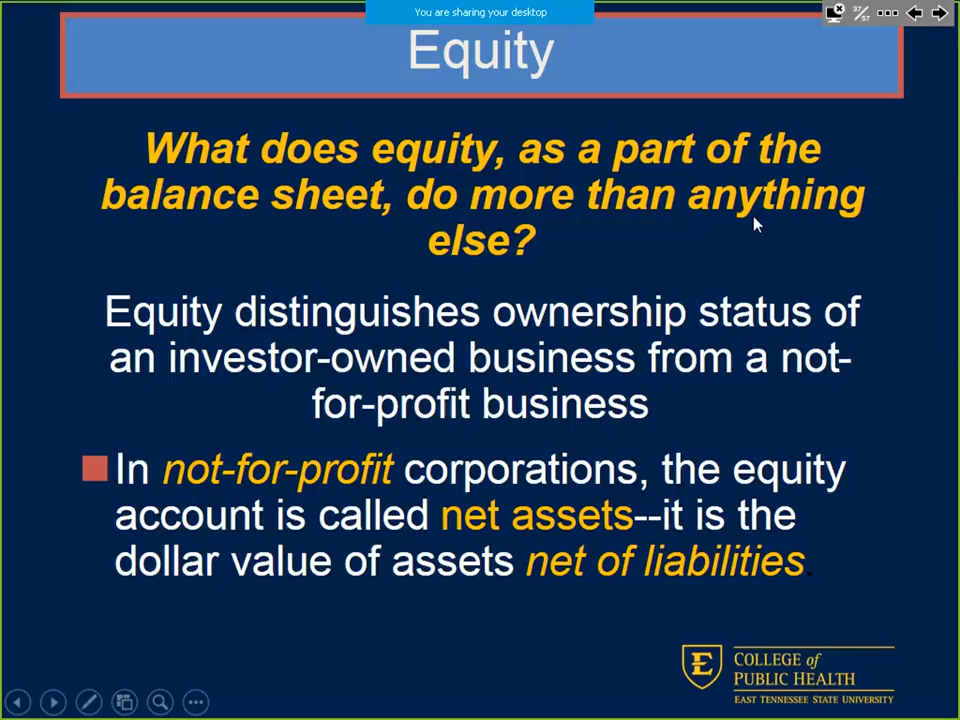 You are sharing your desktop
37/57
Equity
What does equity, as a part of the
balance sheet, do more than anything
else?
Equity distinguishes ownership status of
an investor-owned business from a not-
for-profit business
In not-for-profit corporations, the equity
account is called net assets--it is the
dollar value of assets net of liabilities.
E
COLLEGE of
PUBLIC HEALTH
EAST TENNESSEE STATE UNIVERSITY